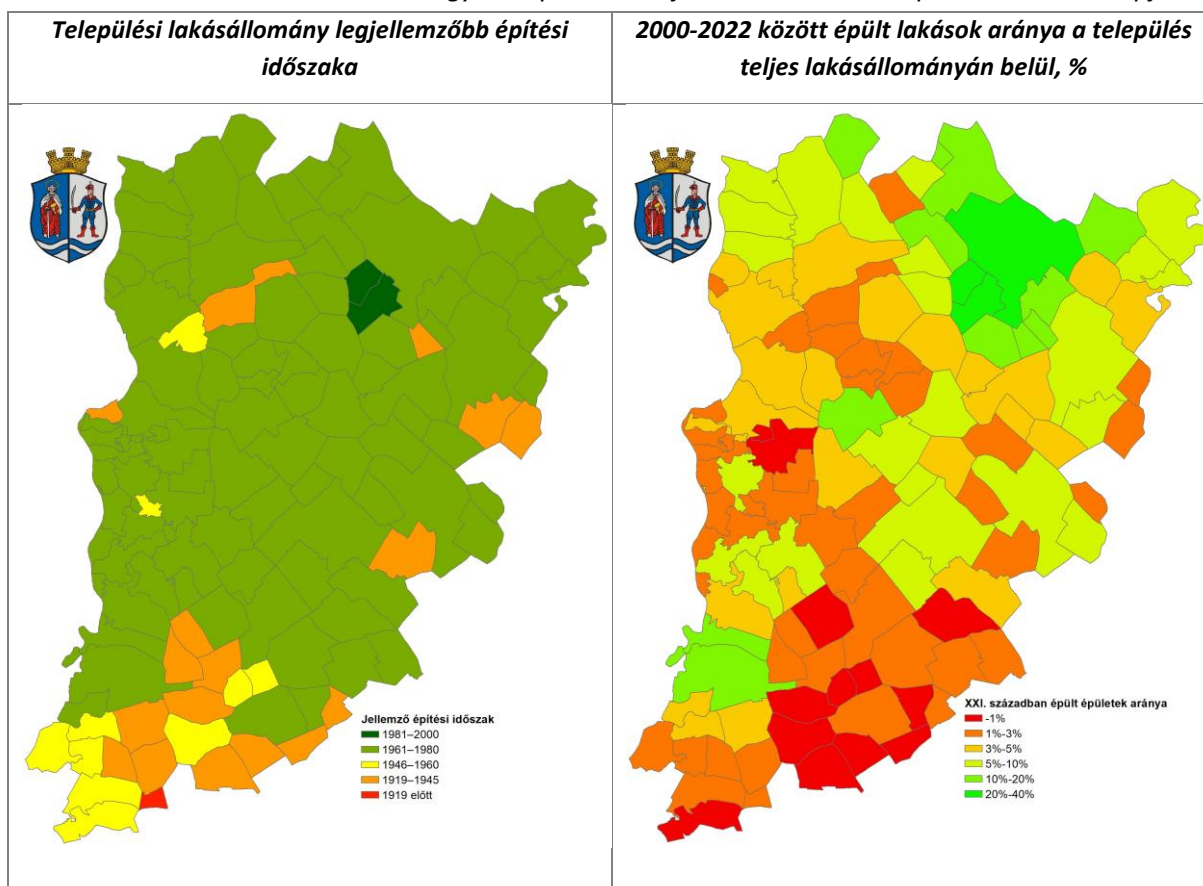 Települési lakásállomány legjellemzőbb építési
időszaka
2000-2022 között épült lakások aránya a település
teljes lakásállományán belül, %
Jellemző építési időszak
1981–2000
1961–1980
1946–1960
1919–1945
1919 előtt
XXI. században épült épületek aránya
-1%
1%-3%
3%-5%
5%-10%
10%-20%
20%-40%